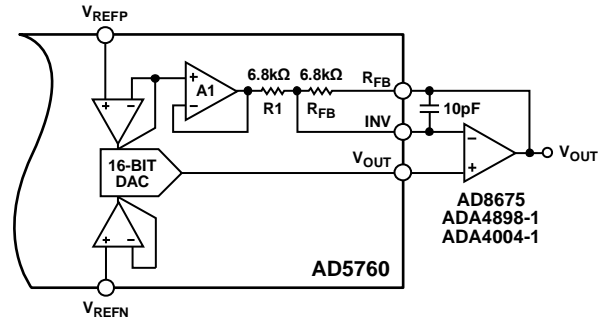 VREFP
6.8kΩ 6.8kΩ
RFB
A1
R1 RFB
10pF
INV
16-BIT
DAC
VOUT
VOUT
AD8675
ADA4898-1
ADA4004-1
AD5760
VREFN
+ −
+
−
−
+
+ −